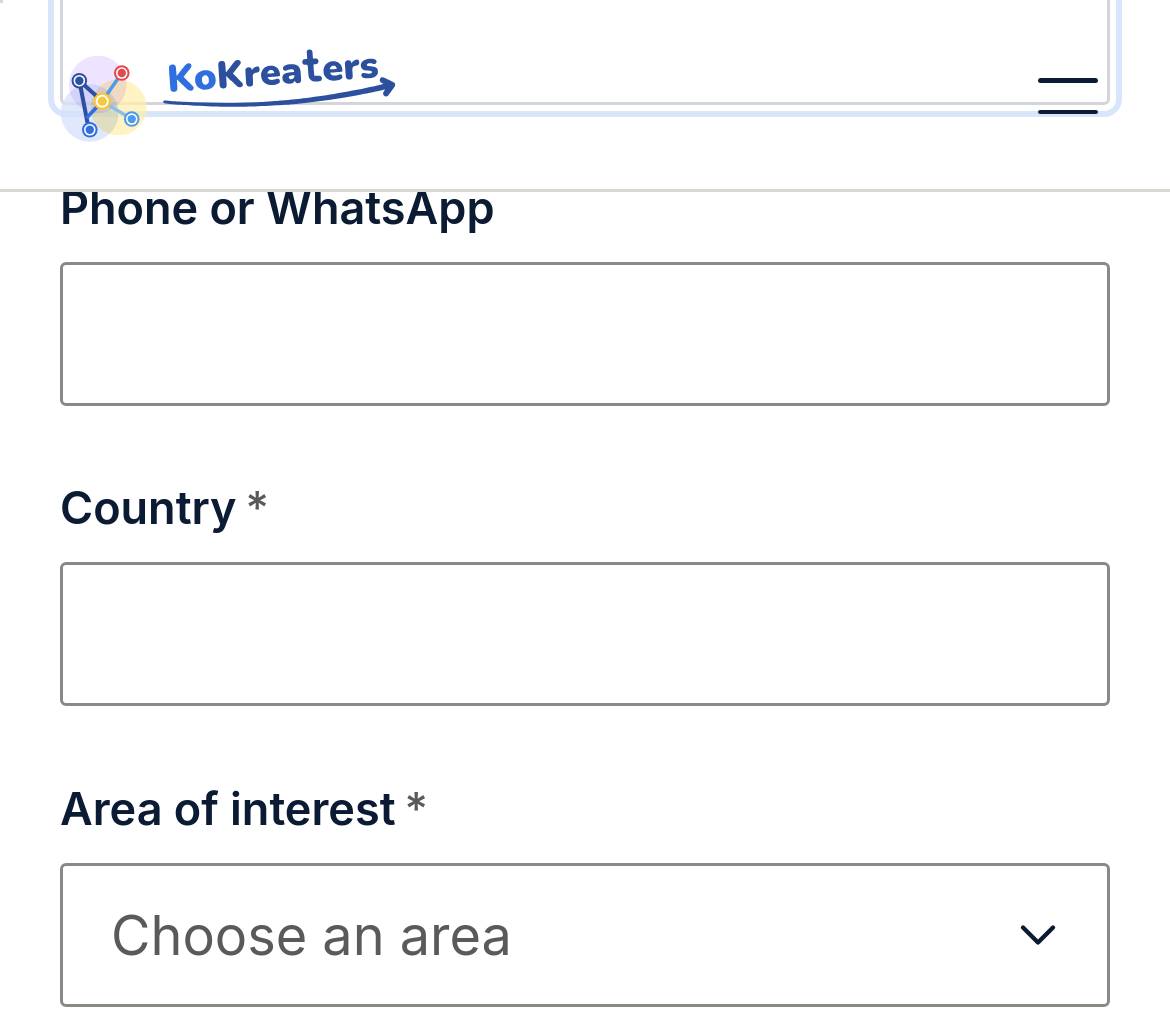 KoKreaters
Phone or WhatsApp
Country *
Area of interest *
Choose an area